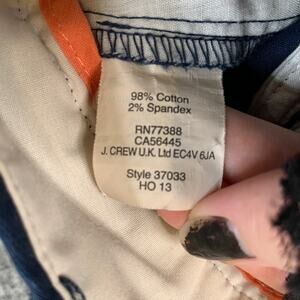 98% Cotton
2% Spandex
RN77388
CA56445
J. CREW U.K. Ltd EC4V 6JA
Style 37033
HO 13